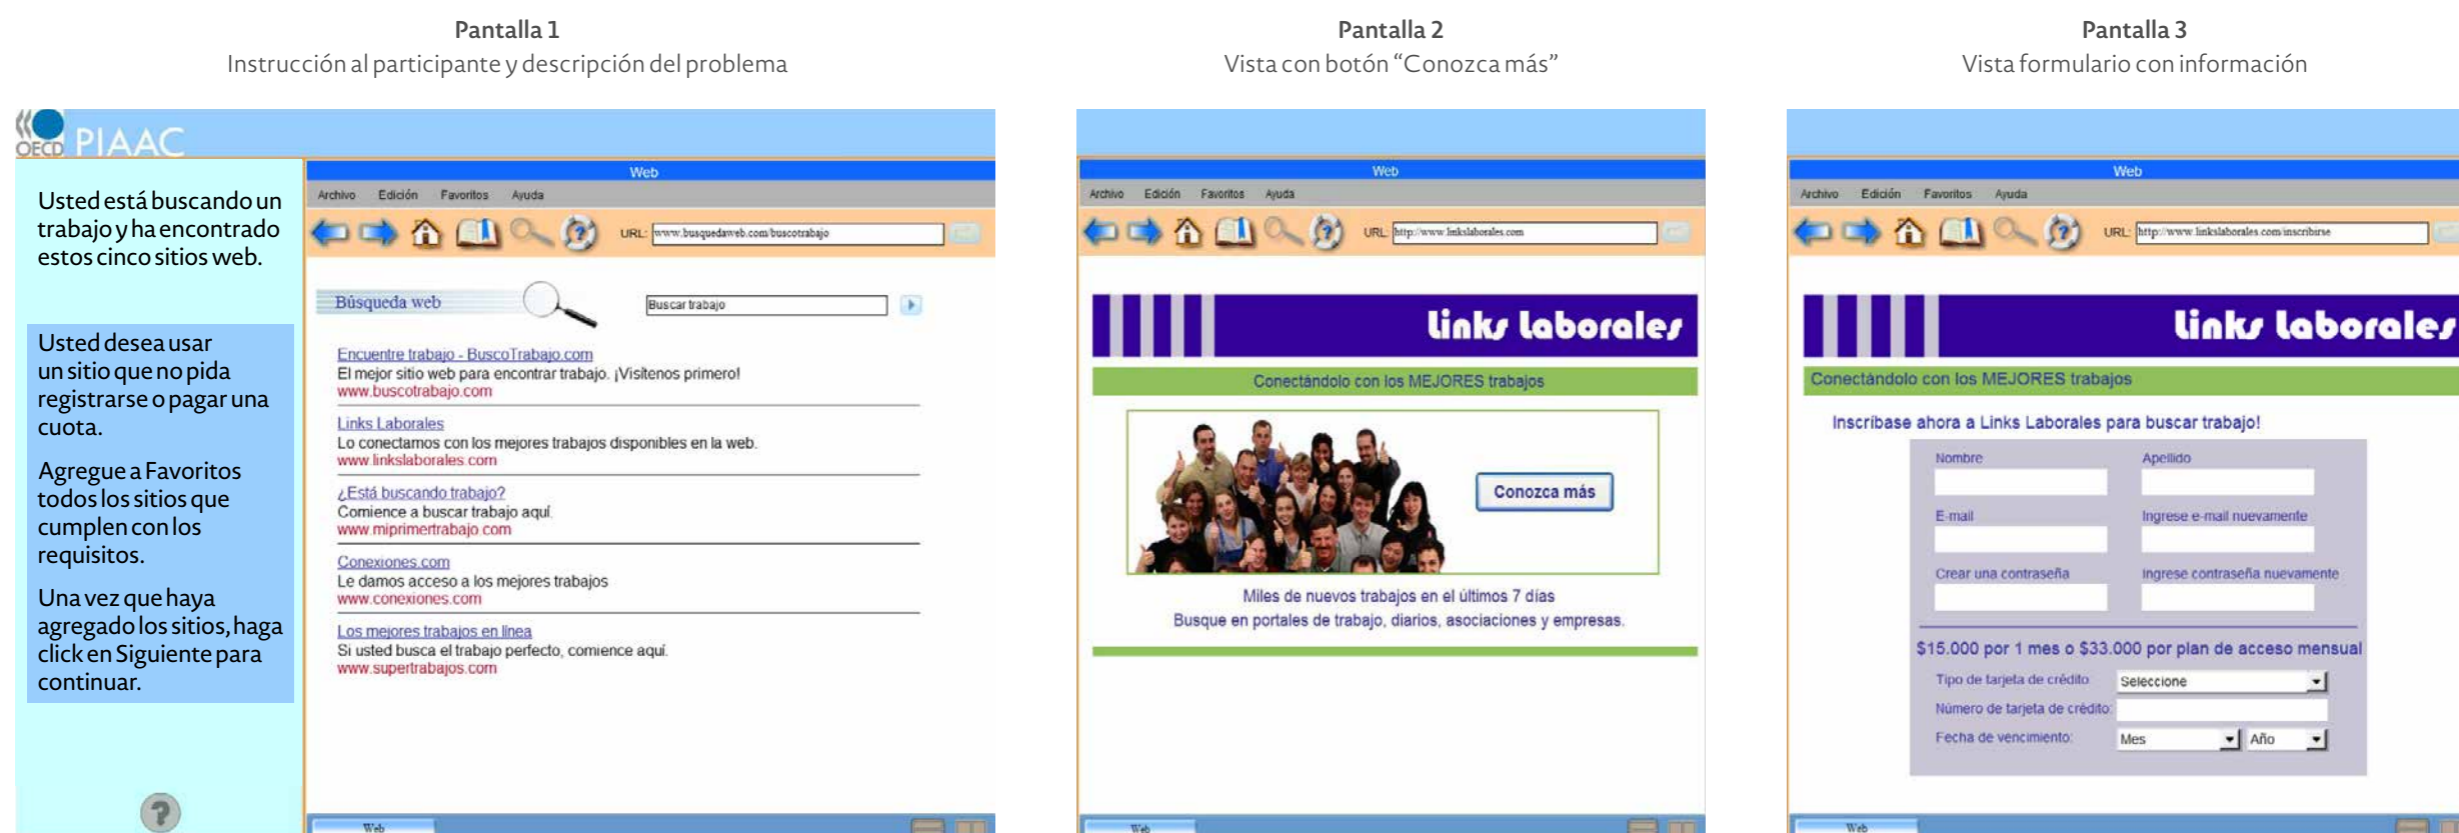 Pantalla 1
Instrucción al participante y descripción del problema
OECD PIAAC
Usted está buscando un
trabajo y ha encontrado
estos cinco sitios web.
Usted desea usar
un sitio que no pida
registrarse o pagar una
cuota.
Agregue a Favoritos
todos los sitios que
cumplen con los
requisitos.
Una vez que haya
agregado los sitios, haga
click en Siguiente para
continuar.
?
Web
Archivo Edición Favoritos Ayuda
URL: www.busquedaweb.com/buscotrabajo
Búsqueda web
Buscar trabajo
Encuentre trabajo - BuscoTrabajo.com
El mejor sitio web para encontrar trabajo. ¡Visítenos primero!
www.buscotrabajo.com
Links Laborales
Lo conectamos con los mejores trabajos disponibles en la web.
www.linkslaborales.com
¿Está buscando trabajo?
Comience a buscar trabajo aquí.
www.miprimertrabajo.com
Conexiones.com
Le damos acceso a los mejores trabajos
www.conexiones.com
Los mejores trabajos en línea
Si usted busca el trabajo perfecto, comience aquí.
www.supertrabajos.com
Web
Pantalla 2
Vista con botón “Conozca más”
Web
Archivo Edición Favoritos Ayuda
URL: http://www.linkslaborales.com
Links Laborales
Conectándolo con los MEJORES trabajos
Conozca más
Miles de nuevos trabajos en el últimos 7 días
Busque en portales de trabajo, diarios, asociaciones y empresas.
Web
Pantalla 3
Vista formulario con información
Web
Archivo Edición Favoritos Ayuda
URL: http://www.linkslaborales.com/inscribirse
Links Laborales
Conectándolo con los MEJORES trabajos
Inscríbase ahora a Links Laborales para buscar trabajo!
Nombre Apellido
E-mail Ingrese e-mail nuevamente
Crear una contraseña Ingrese contraseña nuevamente
$15.000 por 1 mes o $33.000 por plan de acceso mensual
Tipo de tarjeta de crédito Seleccione
Número de tarjeta de crédito:
Fecha de vencimiento: Mes Año
Web